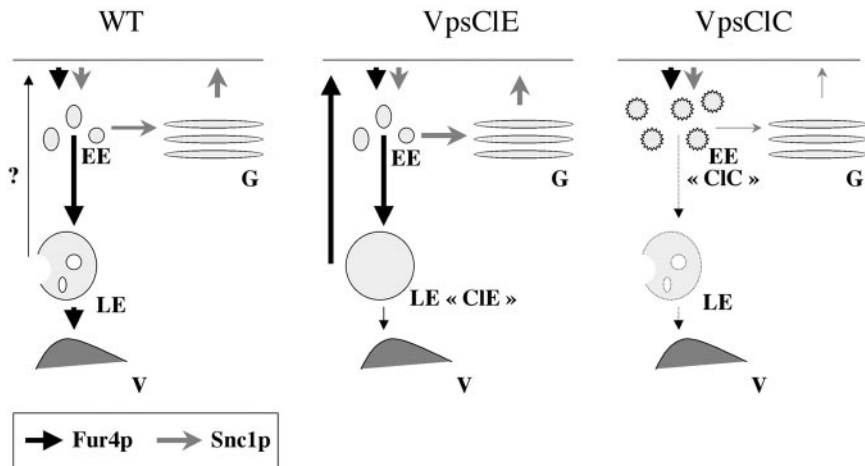 WT VpsClE VpsClC
EE EE EE
« ClC »
G G G
?
LE LE « ClE » LE
V V V
Fur4p Snc1p